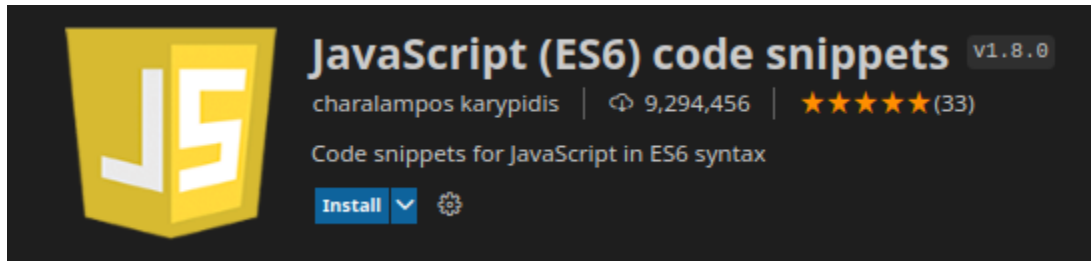 JS
JavaScript (ES6) code snippets v1.8.0
charalampos karypidis 9,294,456 ★★★★★(33)
Code snippets for JavaScript in ES6 syntax
Install